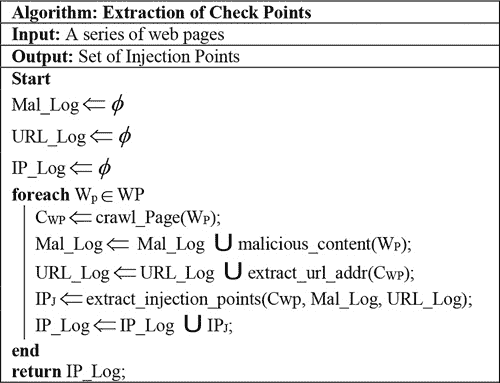 Algorithm: Extraction of Check Points
Input: A series of web pages
Output: Set of Injection Points
Start
Mal_Log⇐ ϕ
URL_Log⇐ ϕ
IP_Log⇐ ϕ
foreach WP ∈ WP
CWP ⇐crawl_Page(WP);
Mal_Log⇐ Mal_Log ∪ malicious_content(WP);
URL_Log⇐URL_Log ∪ extract_url_addr(CWP);
IPJ ⇐extract_injection_points(Cwp, Mal_Log, URL_Log);
IP_Log⇐IP_Log ∪ IPJ;
end
return IP_Log;